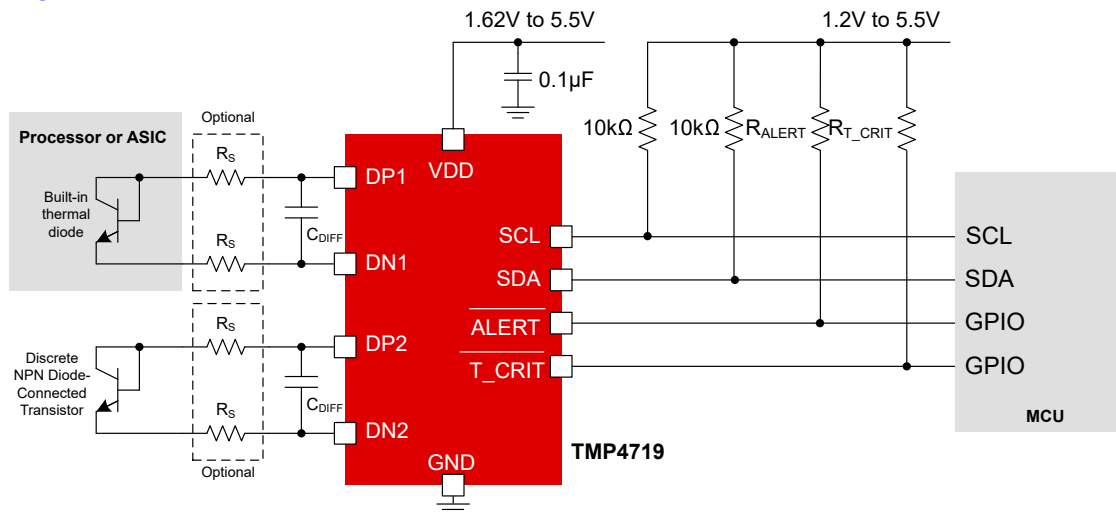 1.62V to 5.5V
1.2V to 5.5V
0.1µF
Optional
Processor or ASIC
RS
10kΩ
10kΩ
RALERT
RT_CRIT
DP1
VDD
Built-in
thermal
diode
CDIFF
RS
DN1
SCL
SCL
SDA
SDA
RS
ALERT
GPIO
DP2
Discrete
NPN Diode-
Connected
Transistor
T_CRIT
GPIO
CDIFF
RS
DN2
MCU
TMP4719
GND
Optional